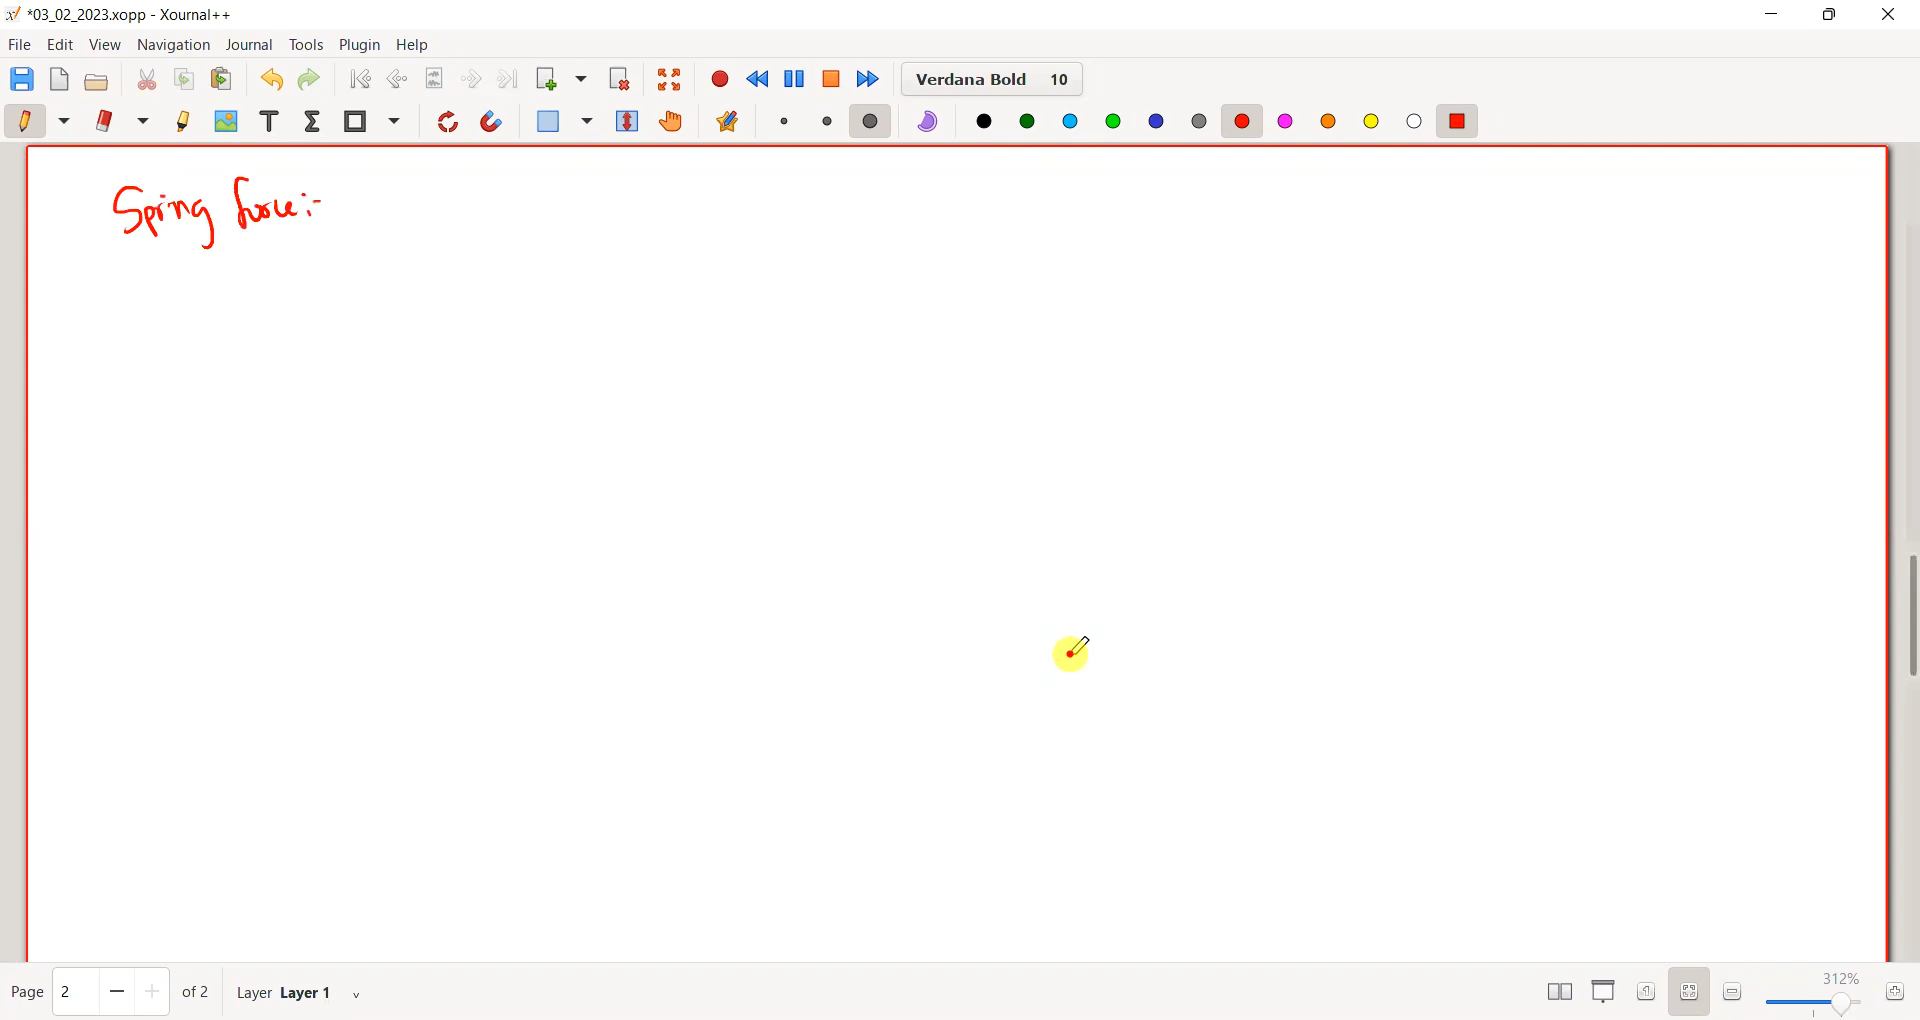 *03_02_2023.xopp - Xournal++
File Edit View Navigation Journal Tools Plugin Help
Verdana Bold 10
Spring force :-
Page 2 of 2 Layer Layer 1
312%